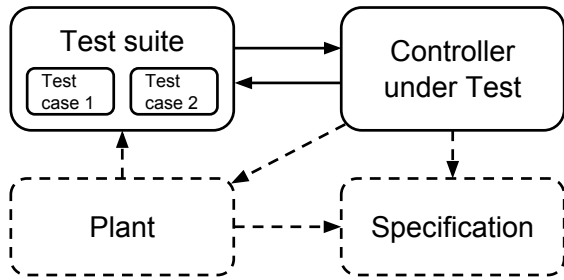 Test suite
Test
case 1
Test
case 2
Controller
under Test
Plant
Specification